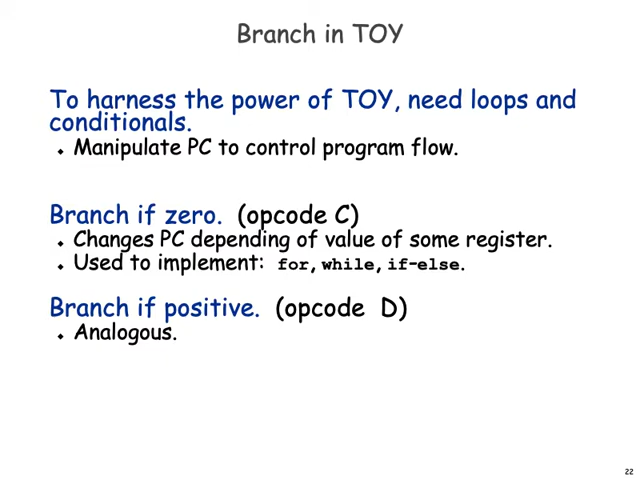 Branch in TOY
To harness the power of TOY, need loops and
conditionals.
Manipulate PC to control program flow.
Branch if zero. (opcode C)
Changes PC depending of value of some register.
Used to implement: for, while, if-else.
Branch if positive. (opcode D)
Analogous.
22